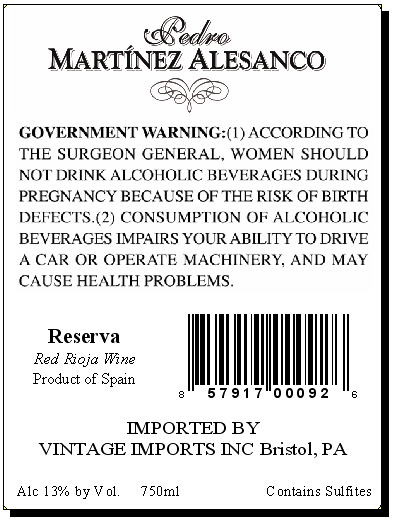 Pedro
MARTÍNEZ ALESANCO
GOVERNMENT WARNING:(1) ACCORDING TO
THE SURGEON GENERAL, WOMEN SHOULD
NOT DRINK ALCOHOLIC BEVERAGES DURING
PREGNANCY BECAUSE OF THE RISK OF BIRTH
DEFECTS.(2) CONSUMPTION OF ALCOHOLIC
BEVERAGES IMPAIRS YOUR ABILITY TO DRIVE
A CAR OR OPERATE MACHINERY, AND MAY
CAUSE HEALTH PROBLEMS.
Reserva
Red Rioja Wine
Product of Spain
8 57917 00092 6
IMPORTED BY
VINTAGE IMPORTS INC Bristol, PA
Alc 13% by Vol. 750ml Contains Sulfites